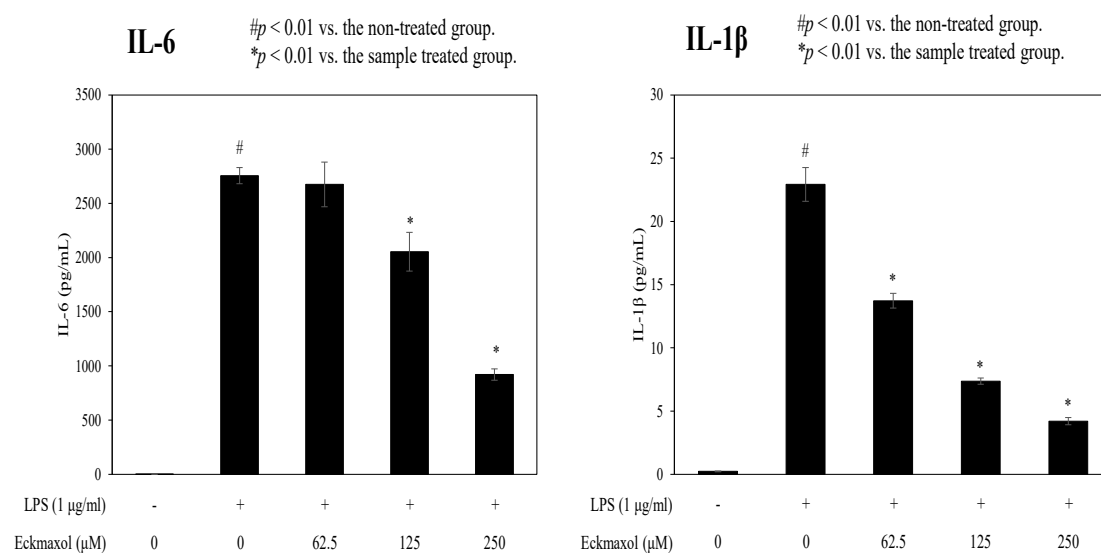 IL-6
#p < 0.01 vs. the non-treated group.
*p < 0.01 vs. the sample treated group.
IL-6 (pg/mL)
3500
3000
2500
2000
1500
1000
500
0
#
*
*
LPS (1 μg/ml) - + + + +
Eckmaxol (μM) 0 0 62.5 125 250
IL-1β
#p < 0.01 vs. the non-treated group.
*p < 0.01 vs. the sample treated group.
IL-1β (pg/mL)
30
25
20
15
10
5
0
#
*
*
*
LPS (1 μg/ml) - + + + +
Eckmaxol (μM) 0 0 62.5 125 250